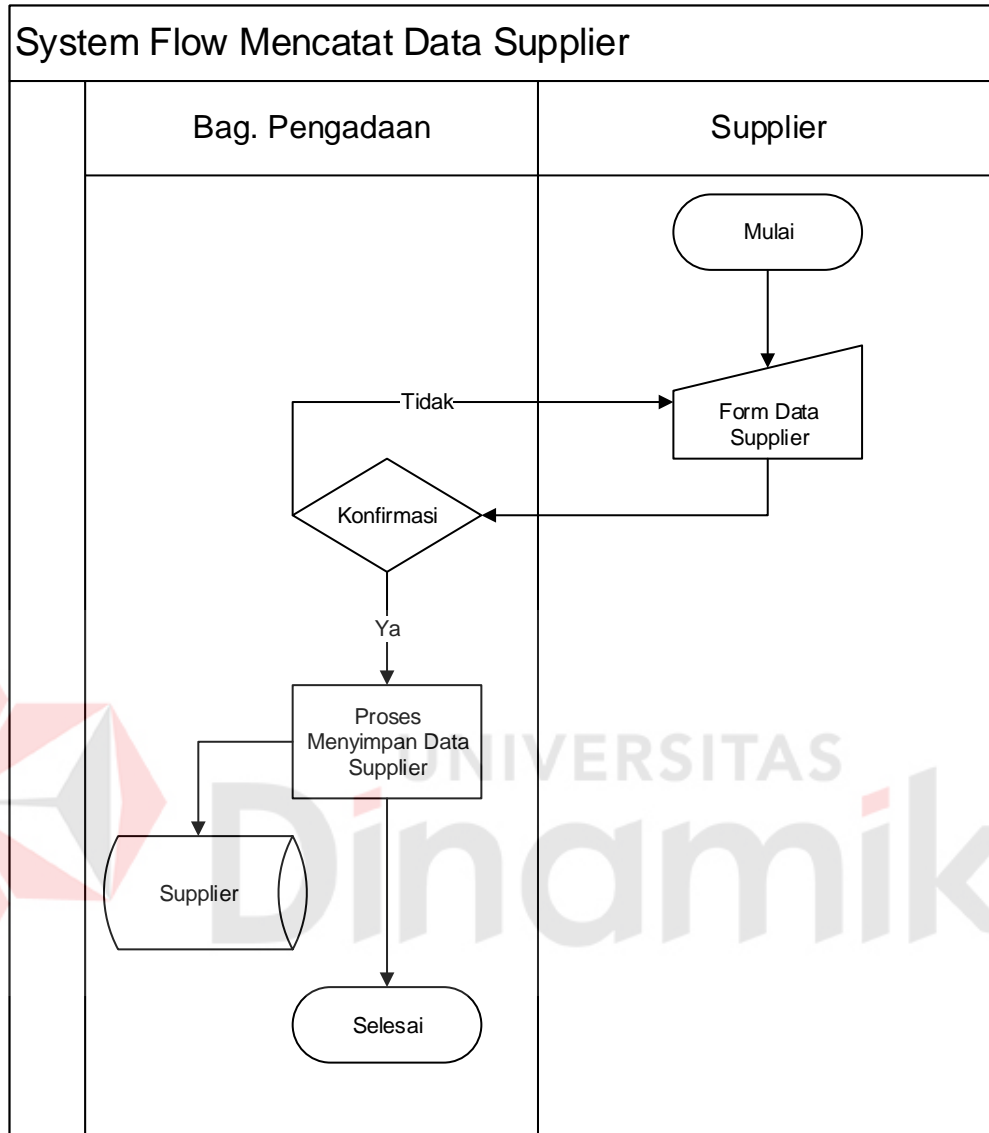 System Flow Mencatat Data Supplier
Bag. Pengadaan
Supplier
Mulai
Tidak
Form Data
Supplier
Konfirmasi
Ya
Proses
Menyimpan Data
Supplier
UNIVERSITAS
Dinamik
Supplier
Selesai